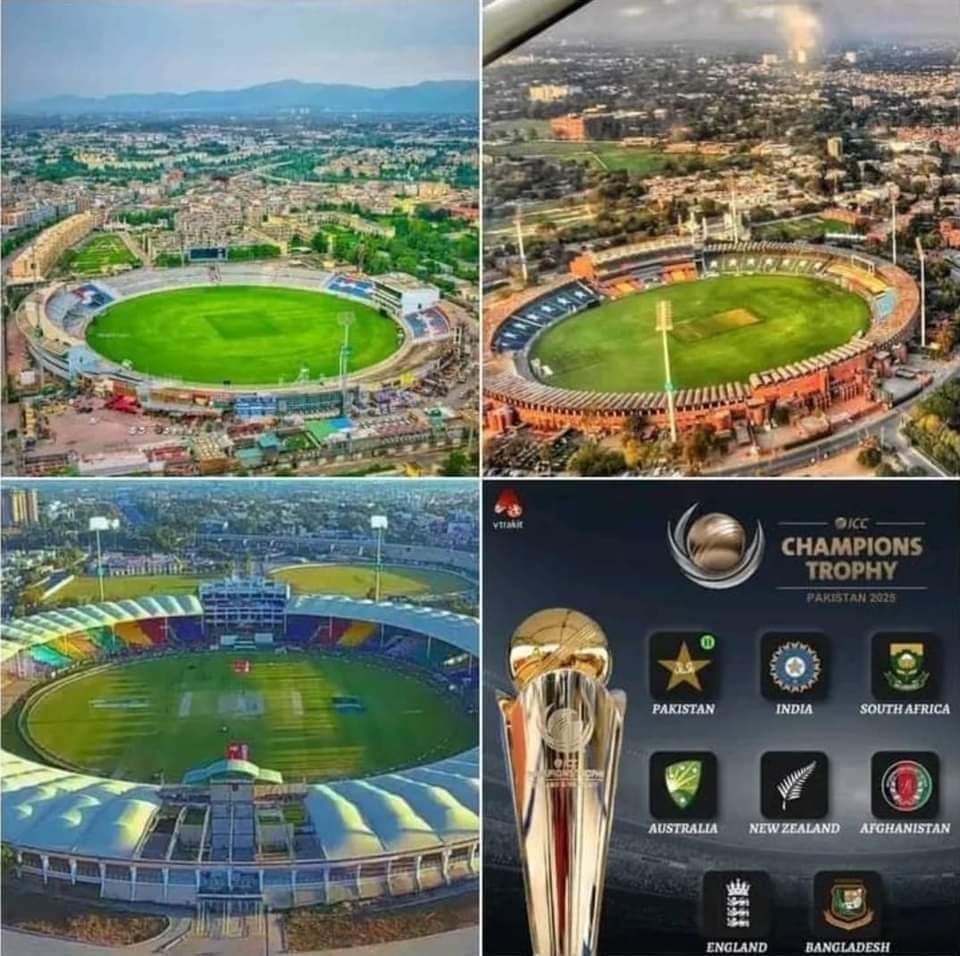 vtrakit
ICC
CHAMPIONS
TROPHY
PAKISTAN 2025
PAKISTAN
INDIA
SOUTH AFRICA
AUSTRALIA
NEW ZEALAND
AFGHANISTAN
ENGLAND
BANGLADESH